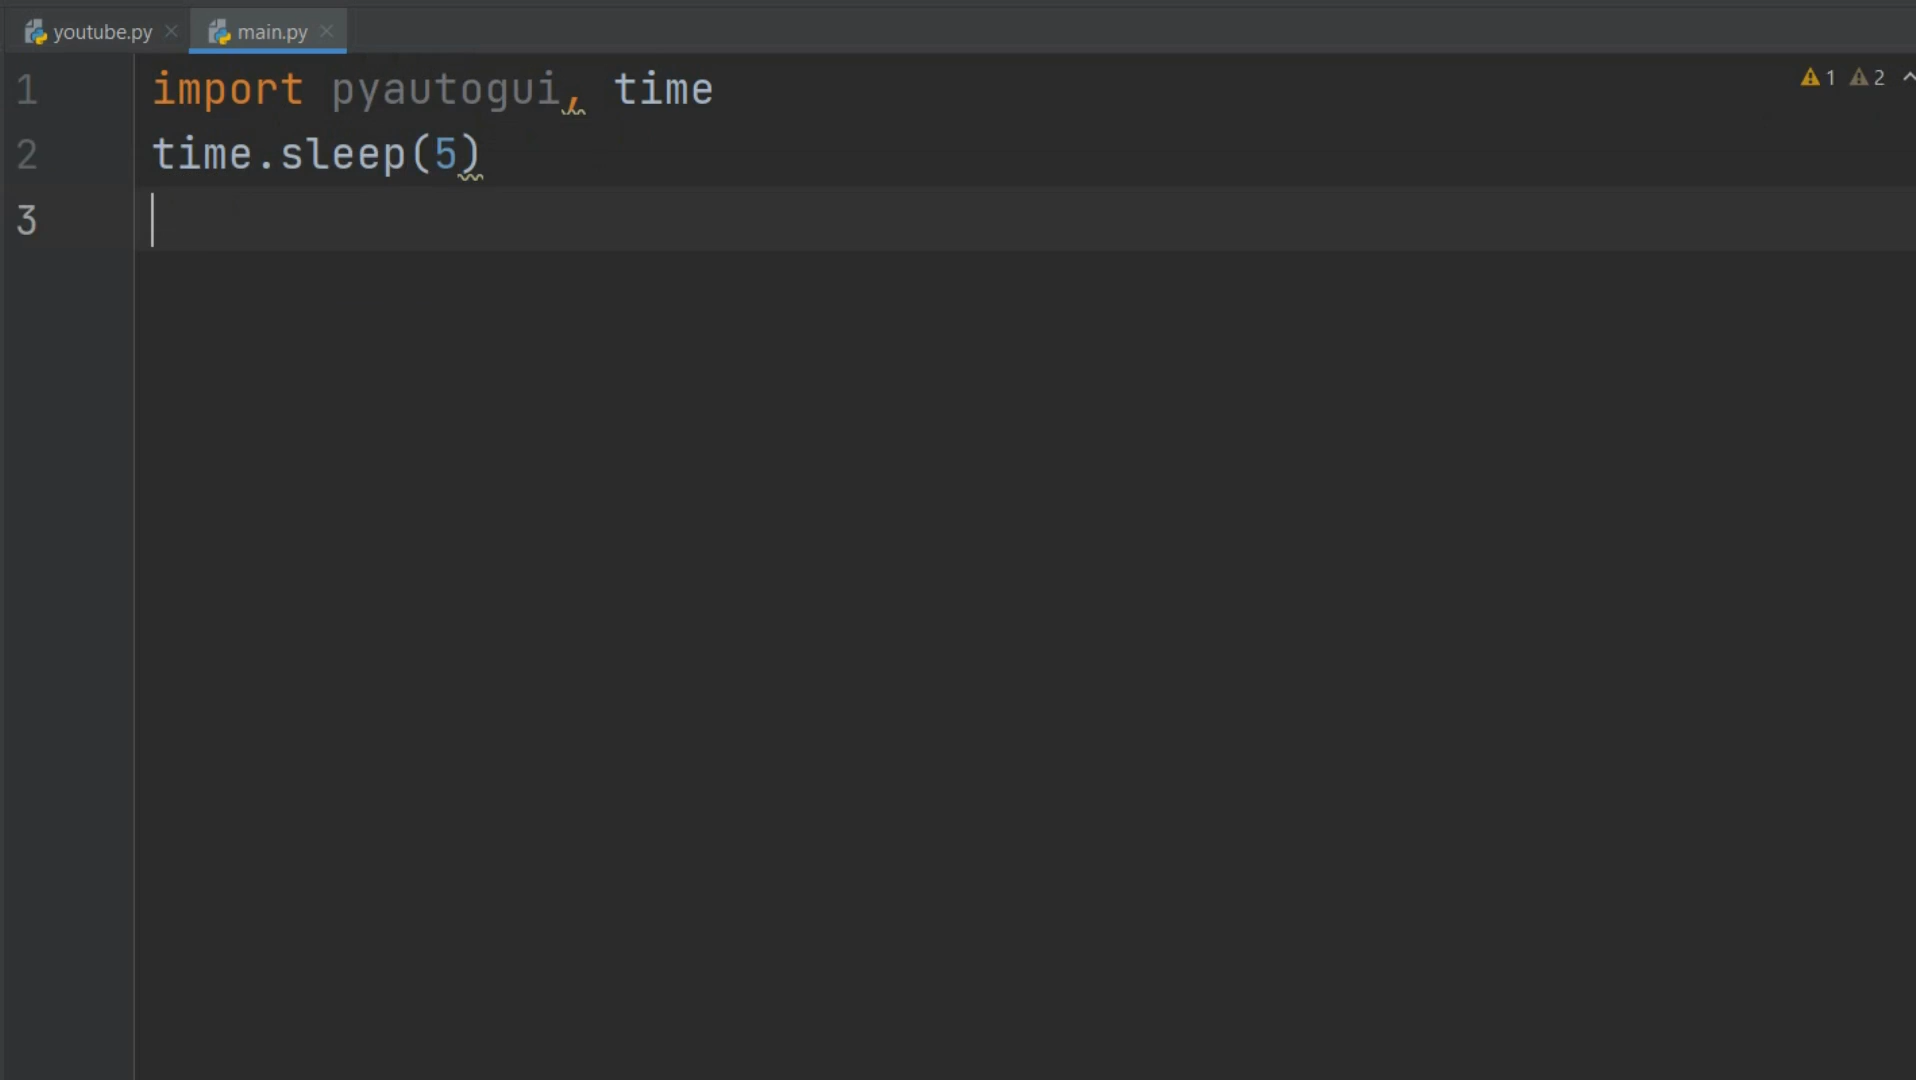 youtube.py
main.py
1 import pyautogui, time
1 2
2 time.sleep(5)
3